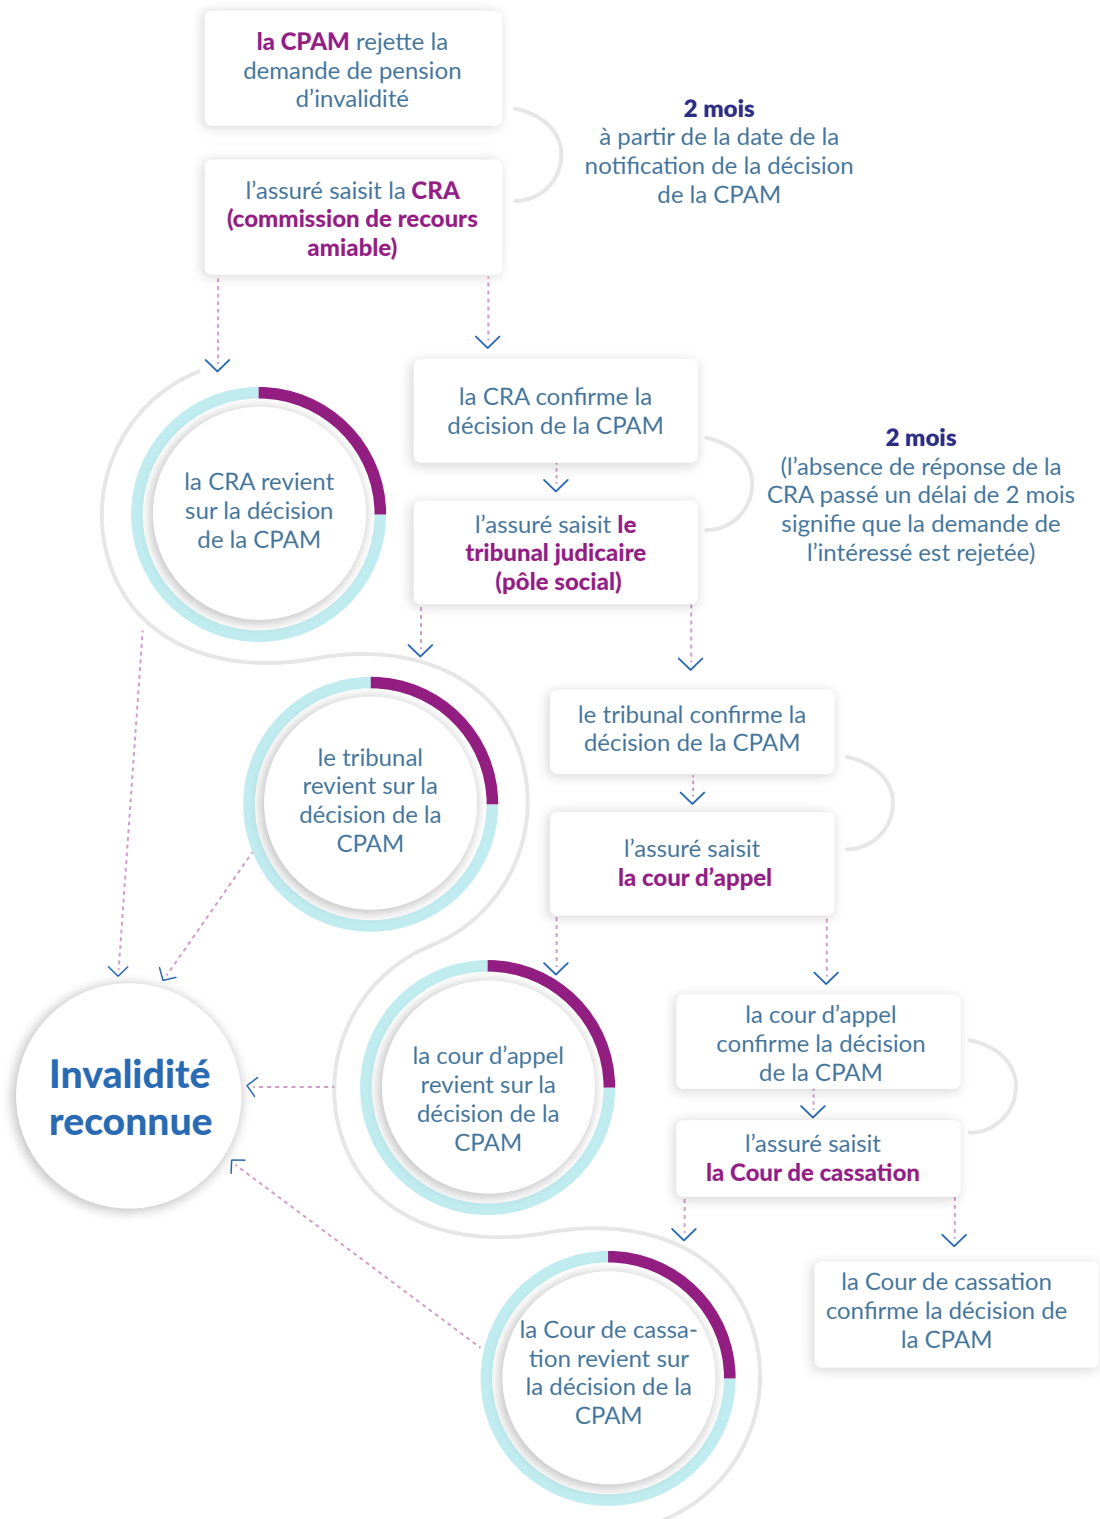 la CPAM rejette la
demande de pension
d’invalidité
2 mois
à partir de la date de la
notification de la décision
de la CPAM
l’assuré saisit la CRA
(commission de recours
amiable)
la CRA confirme la
décision de la CPAM
2 mois
(l’absence de réponse de la
CRA passé un délai de 2 mois
signifie que la demande de
l’intéressé est rejetée)
la CRA revient
sur la décision
de la CPAM
l’assuré saisit le
tribunal judicaire
(pôle social)
le tribunal confirme la
décision de la CPAM
le tribunal
revient sur la
décision de la
CPAM
l’assuré saisit
la cour d’appel
la cour d’appel
confirme la décision
de la CPAM
la cour d’appel
revient sur la
décision de la
CPAM
Invalidité
reconnue
l’assuré saisit
la Cour de cassation
la Cour de cassation
confirme la décision de
la CPAM
la Cour de cassa-
tion revient sur
la décision de la
CPAM